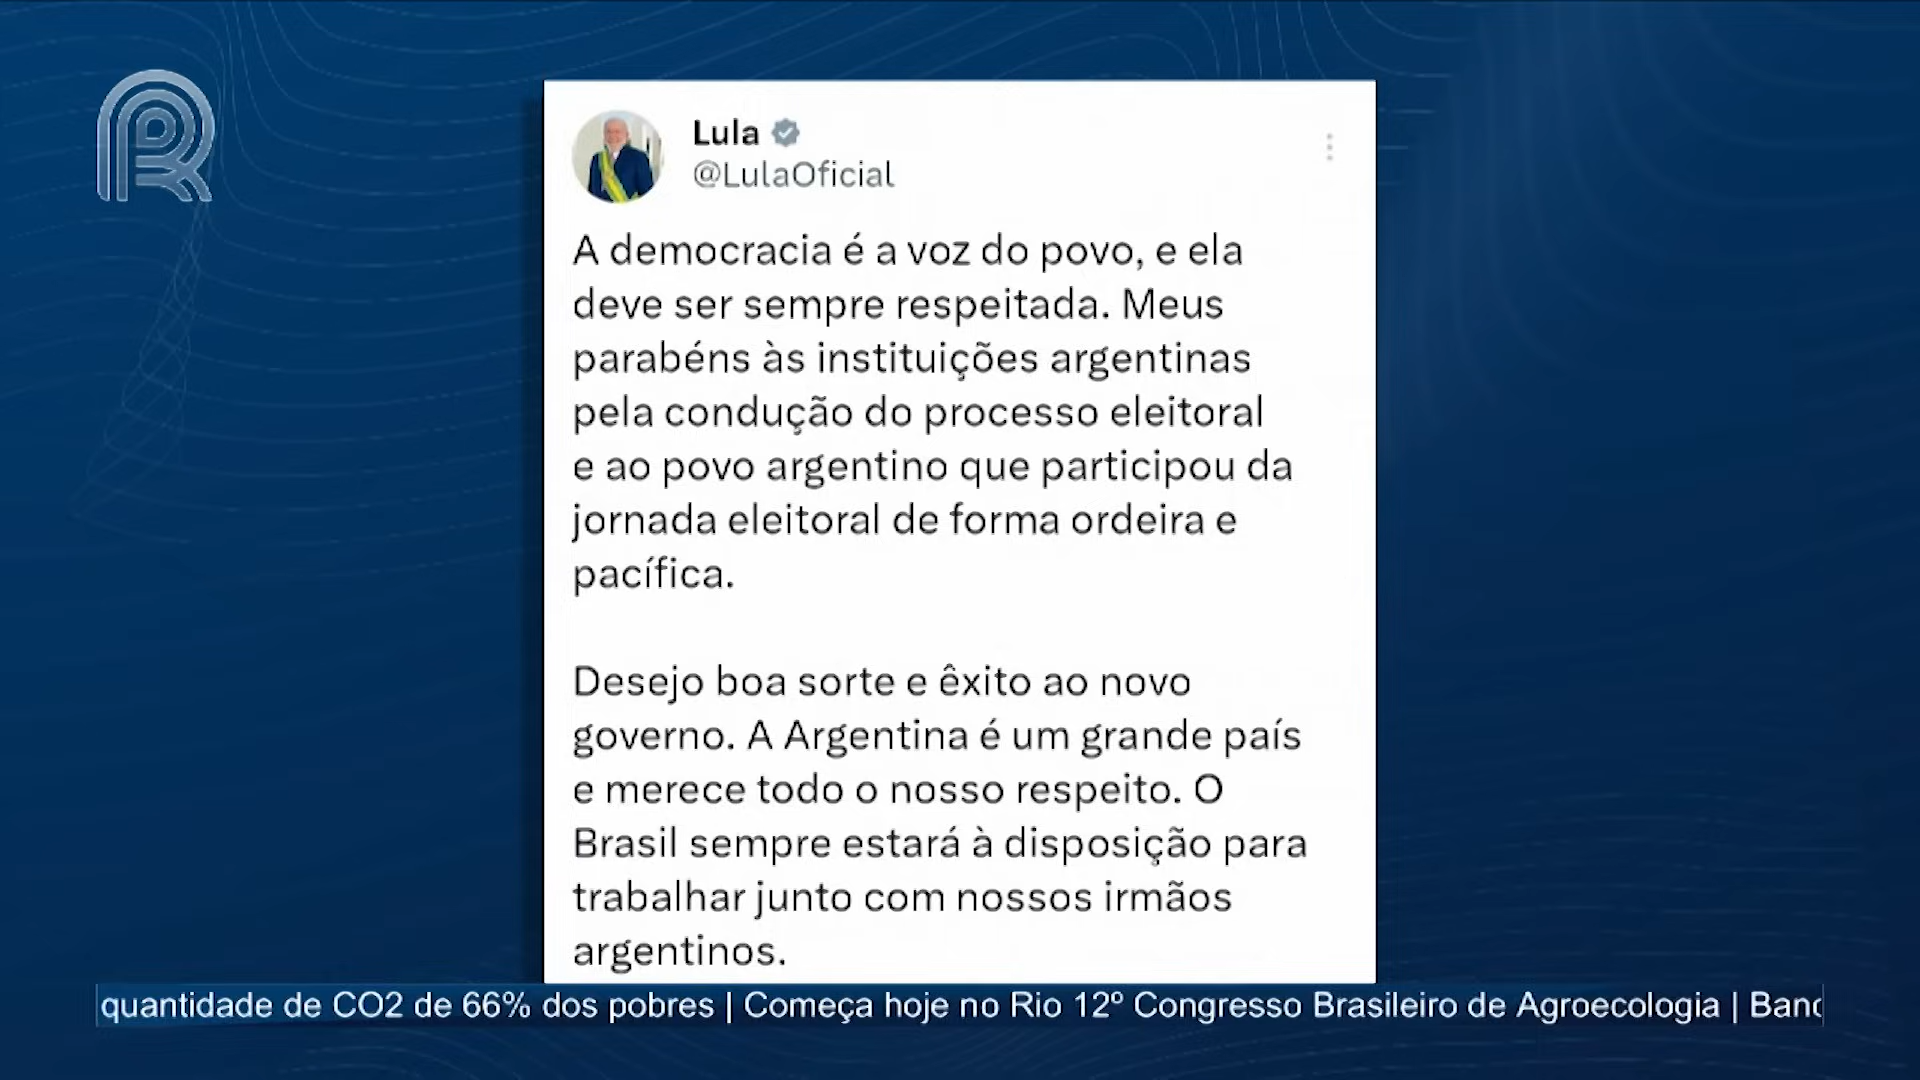 Lula
@LulaOficial
A democracia é a voz do povo, e ela
deve ser sempre respeitada. Meus
parabéns às instituições argentinas
pela condução do processo eleitoral
e ao povo argentino que participou da
jornada eleitoral de forma ordeira e
pacífica.
Desejo boa sorte e êxito ao novo
governo. A Argentina é um grande país
e merece todo o nosso respeito. O
Brasil sempre estará à disposição para
trabalhar junto com nossos irmãos
argentinos.
quantidade de CO2 de 66% dos pobres | Começa hoje no Rio 12º Congresso Brasileiro de Agroecologia |